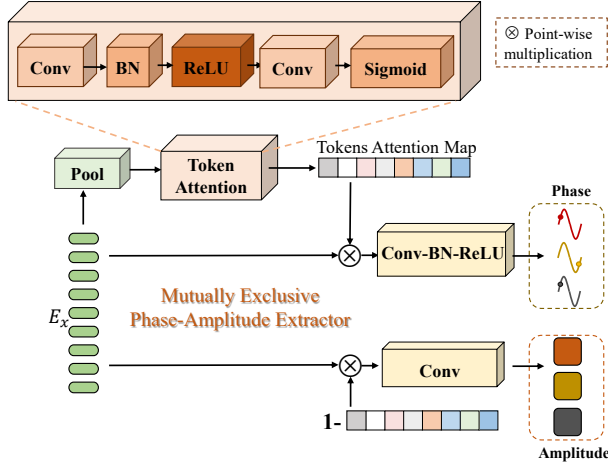 Conv
BN
ReLU
Conv
Sigmoid
⊗ Point-wise
multiplication
Pool
Token
Attention
Tokens Attention Map
Phase
Conv-BN-ReLU
E_x
Mutually Exclusive
Phase-Amplitude Extractor
Conv
1-
Amplitude